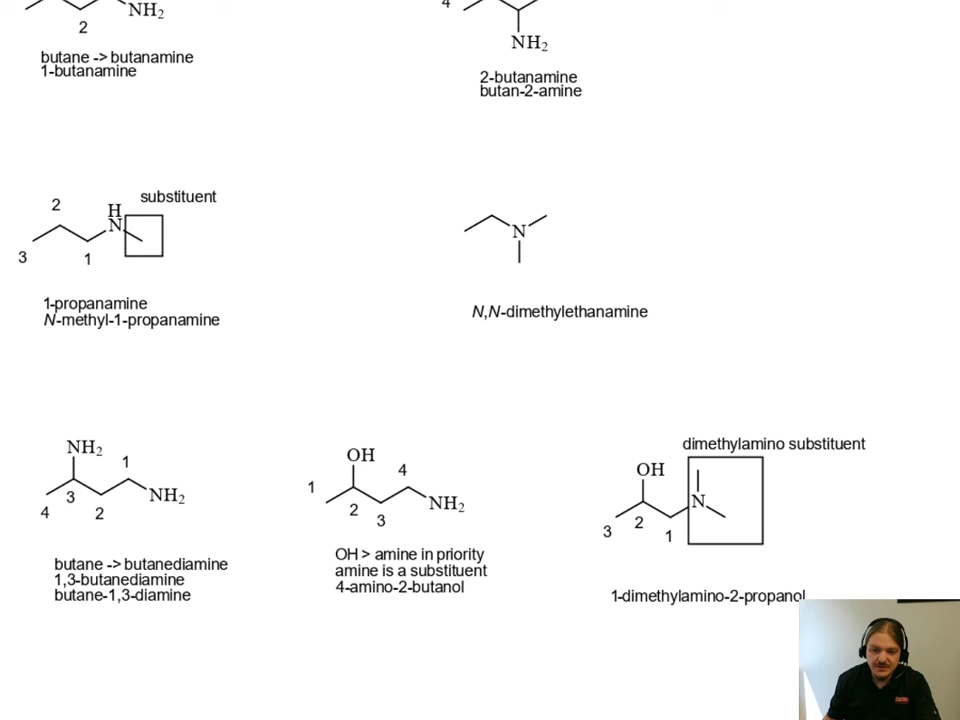 NH2
2
butane -> butanamine
1-butanamine
4
NH2
2-butanamine
butan-2-amine
substituent
2
H
N
3
1
1-propanamine
N-methyl-1-propanamine
N
N,N-dimethylethanamine
NH2
1
3
NH2
4
2
butane -> butanediamine
1,3-butanediamine
butane-1,3-diamine
OH
4
1
2
NH2
3
OH > amine in priority
amine is a substituent
4-amino-2-butanol
dimethylamino substituent
OH
N
3
2
1
1-dimethylamino-2-propanol